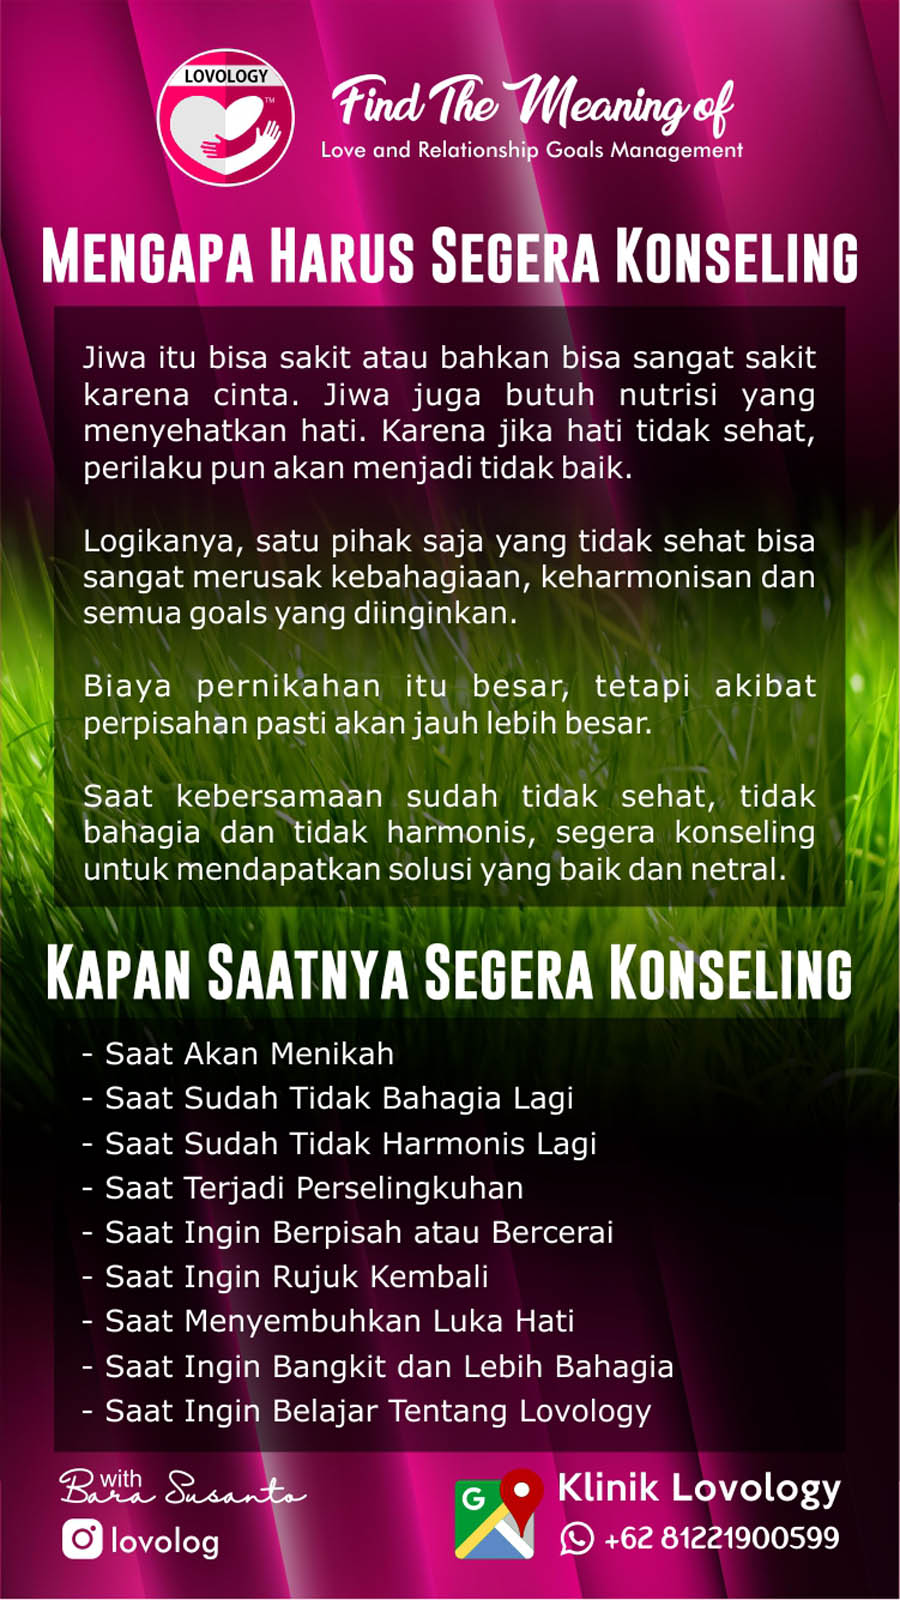 LOVOLOGY
TM
Find The Meaning of
Love and Relationship Goals Management
MENGAPA HARUS SEGERA KONSELING
Jiwa itu bisa sakit atau bahkan bisa sangat sakit
karena cinta. Jiwa juga butuh nutrisi yang
menyehatkan hati. Karena jika hati tidak sehat,
perilaku pun akan menjadi tidak baik.
Logikanya, satu pihak saja yang tidak sehat bisa
sangat merusak kebahagiaan, keharmonisan dan
semua goals yang diinginkan.
Biaya pernikahan itu besar, tetapi akibat
perpisahan pasti akan jauh lebih besar.
Saat kebersamaan sudah tidak sehat, tidak
bahagia dan tidak harmonis, segera konseling
untuk mendapatkan solusi yang baik dan netral.
KAPAN SAATNYA SEGERA KONSELING
- Saat Akan Menikah
- Saat Sudah Tidak Bahagia Lagi
- Saat Sudah Tidak Harmonis Lagi
- Saat Terjadi Perselingkuhan
- Saat Ingin Berpisah atau Bercerai
- Saat Ingin Rujuk Kembali
- Saat Menyembuhkan Luka Hati
- Saat Ingin Bangkit dan Lebih Bahagia
- Saat Ingin Belajar Tentang Lovology
with
Bara Susanto
lovolog
G
Klinik Lovology
+62 81221900599